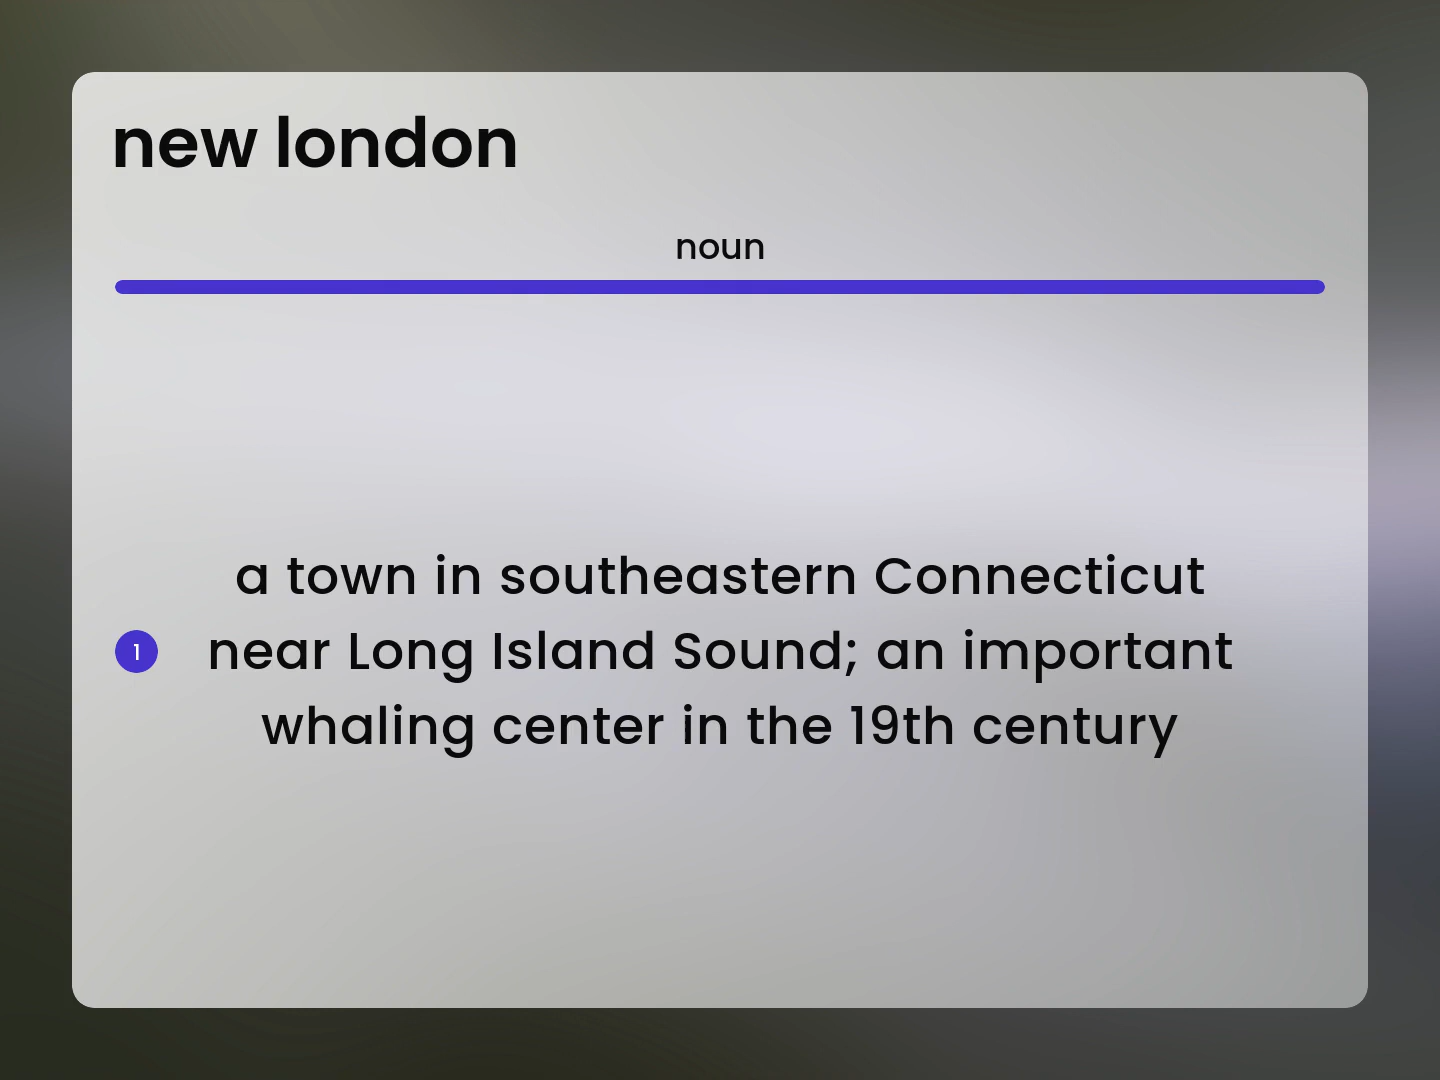 new london
noun
a town in southeastern Connecticut
1 near Long Island Sound; an important
whaling center in the 19th century